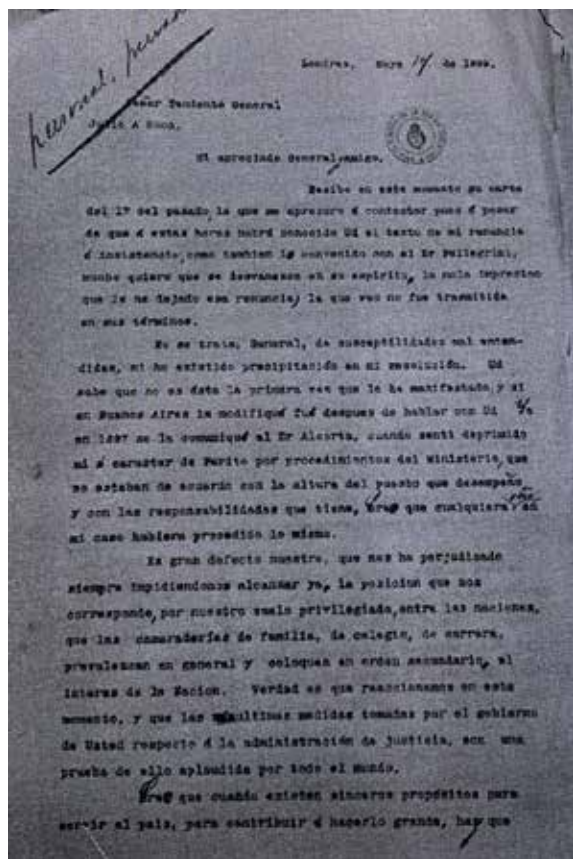 personal, perso
Londres, Mayo 14/ de 1899.
Señor Teniente General
Julio A Roca.
Mi apreciado General y amigo.
Recibo en este momento su carta
del 17 del pasado, la que me apresuro á contestar pues á pesar
de que á estas horas habrá conocido Ud el texto de mi renuncia
é insistencia, como tambien lo convenido con el Dr Pellegrini,
mucho quiero que se desvanezca en su espiritu, la mala impresion
que le ha dejado esa renuncia, la que veo no fue trasmitida
en sus términos.
No se trata, General, de susceptilidades mal enten-
didas, ni ha existido precipitación en mi resolución. Ud
sabe que no es ésta la primera vez que la he manifestado, y si
en Buenos Aires la modifiqué fué despues de hablar con Ud Ya
en 1897 se la comuniqué al Dr Alcorta, cuando sentí deprimido
mi caracter de Perito por procedimientos del Ministerio, que
no estaban de acuerdo con la altura del puesto que desempeño
y con las responsabilidades que tiene, creo que cualquiera en
mi caso hubiera procedido lo mismo.
Es gran defecto nuestro, que nos ha perjudicado
siempre impidiendonos alcanzar ya, la posicion que nos
corresponde, por nuestro suelo privilegiado, entre las naciones,
que las camaraderías de familia, de colegio, de carrera,
prevalezcan en general y coloquen en orden secundario, el
interes de la Nacion. Verdad es que reaccionamos en este
momento, y que las ultimas medidas tomadas por el gobierno
de Usted respecto á la administración de justicia, son una
prueba de ello aplaudida por todo el mundo.
Creo que cuando existen sinceros propósitos para
servir al pais, para contribuir á hacerlo grande, hay que